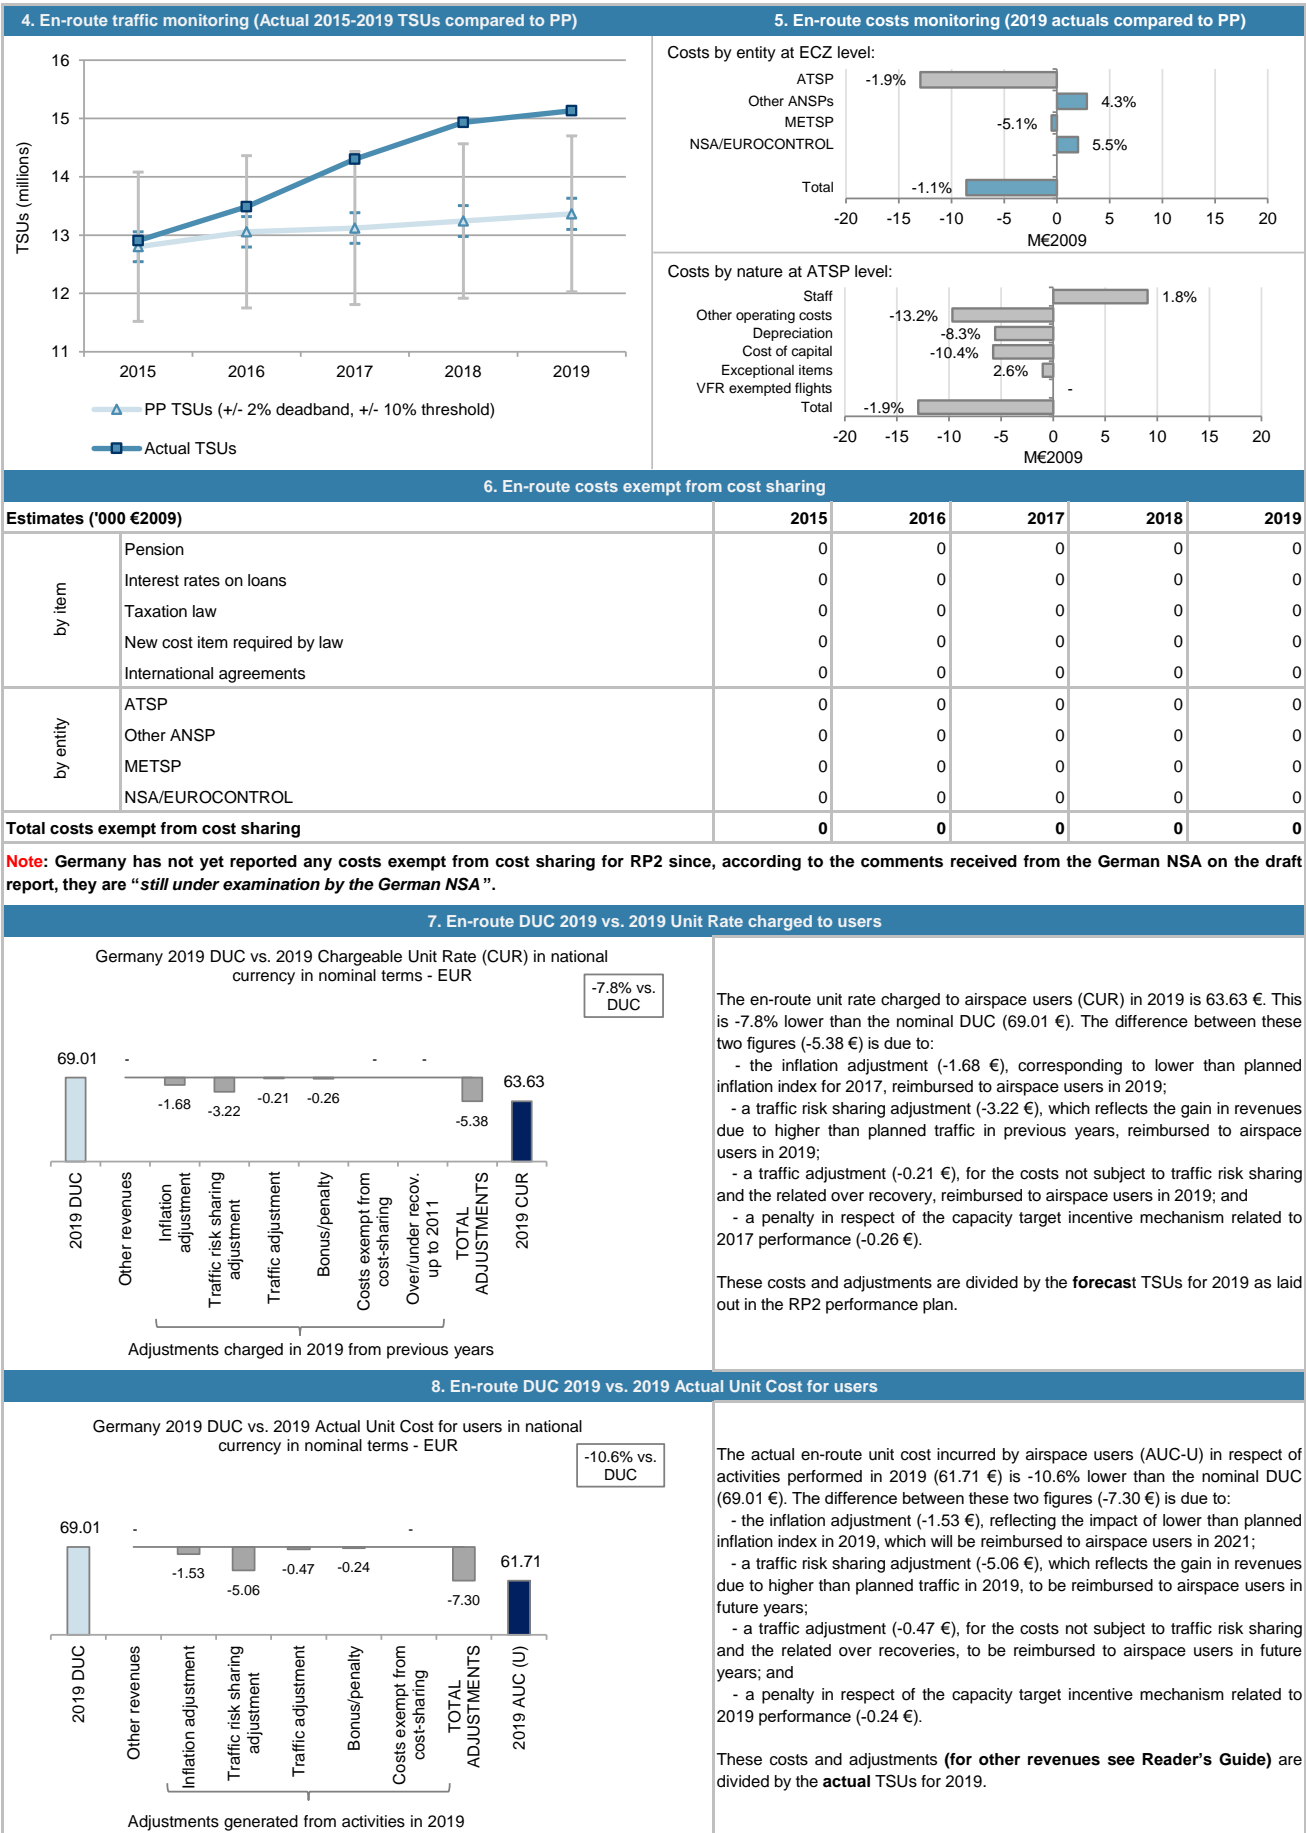 4. En-route traffic monitoring (Actual 2015-2019 TSUs compared to PP)
16
15
14
13
12
11
TSUs (millions)
2015 2016 2017 2018 2019
PP TSUs (+/- 2% deadband, +/- 10% threshold)
Actual TSUs
5. En-route costs monitoring (2019 actuals compared to PP)
Costs by entity at ECZ level:
ATSP -1.9%
Other ANSPs 4.3%
METSP -5.1%
NSA/EUROCONTROL 5.5%
Total -1.1%
-20 -15 -10 -5 0 5 10 15 20
M€2009
Costs by nature at ATSP level:
Staff 1.8%
Other operating costs -13.2%
Depreciation -8.3%
Cost of capital -10.4%
Exceptional items 2.6%
VFR exempted flights -
Total -1.9%
-20 -15 -10 -5 0 5 10 15 20
M€2009
6. En-route costs exempt from cost sharing
Estimates ('000 €2009) 2015 2016 2017 2018 2019
by item
Pension 0 0 0 0 0
Interest rates on loans 0 0 0 0 0
Taxation law 0 0 0 0 0
New cost item required by law 0 0 0 0 0
International agreements 0 0 0 0 0
by entity
ATSP 0 0 0 0 0
Other ANSP 0 0 0 0 0
METSP 0 0 0 0 0
NSA/EUROCONTROL 0 0 0 0 0
Total costs exempt from cost sharing 0 0 0 0 0
Note: Germany has not yet reported any costs exempt from cost sharing for RP2 since, according to the comments received from the German NSA on the draft
report, they are “still under examination by the German NSA”.
7. En-route DUC 2019 vs. 2019 Unit Rate charged to users
Germany 2019 DUC vs. 2019 Chargeable Unit Rate (CUR) in national
currency in nominal terms - EUR
-7.8% vs.
DUC
69.01 - -1.68 -3.22 -0.21 -0.26 - - -5.38 63.63
2019 DUC
Other revenues
Inflation
adjustment
Traffic risk sharing
adjustment
Traffic adjustment
Bonus/penalty
Costs exempt from
cost-sharing
Over/under recov.
up to 2011
TOTAL
ADJUSTMENTS
2019 CUR
Adjustments charged in 2019 from previous years
The en-route unit rate charged to airspace users (CUR) in 2019 is 63.63 €. This
is -7.8% lower than the nominal DUC (69.01 €). The difference between these
two figures (-5.38 €) is due to:
- the inflation adjustment (-1.68 €), corresponding to lower than planned
inflation index for 2017, reimbursed to airspace users in 2019;
- a traffic risk sharing adjustment (-3.22 €), which reflects the gain in revenues
due to higher than planned traffic in previous years, reimbursed to airspace
users in 2019;
- a traffic adjustment (-0.21 €), for the costs not subject to traffic risk sharing
and the related over recovery, reimbursed to airspace users in 2019; and
- a penalty in respect of the capacity target incentive mechanism related to
2017 performance (-0.26 €).
These costs and adjustments are divided by the forecast TSUs for 2019 as laid
out in the RP2 performance plan.
8. En-route DUC 2019 vs. 2019 Actual Unit Cost for users
Germany 2019 DUC vs. 2019 Actual Unit Cost for users in national
currency in nominal terms - EUR
-10.6% vs.
DUC
69.01 - -1.53 -5.06 -0.47 -0.24 - -7.30 61.71
2019 DUC
Other revenues
Inflation adjustment
Traffic risk sharing
adjustment
Traffic adjustment
Bonus/penalty
Costs exempt from
cost-sharing
TOTAL
ADJUSTMENTS
2019 AUC (U)
Adjustments generated from activities in 2019
The actual en-route unit cost incurred by airspace users (AUC-U) in respect of
activities performed in 2019 (61.71 €) is -10.6% lower than the nominal DUC
(69.01 €). The difference between these two figures (-7.30 €) is due to:
- the inflation adjustment (-1.53 €), reflecting the impact of lower than planned
inflation index in 2019, which will be reimbursed to airspace users in 2021;
- a traffic risk sharing adjustment (-5.06 €), which reflects the gain in revenues
due to higher than planned traffic in 2019, to be reimbursed to airspace users in
future years;
- a traffic adjustment (-0.47 €), for the costs not subject to traffic risk sharing
and the related over recoveries, to be reimbursed to airspace users in future
years; and
- a penalty in respect of the capacity target incentive mechanism related to
2019 performance (-0.24 €).
These costs and adjustments (for other revenues see Reader's Guide) are
divided by the actual TSUs for 2019.